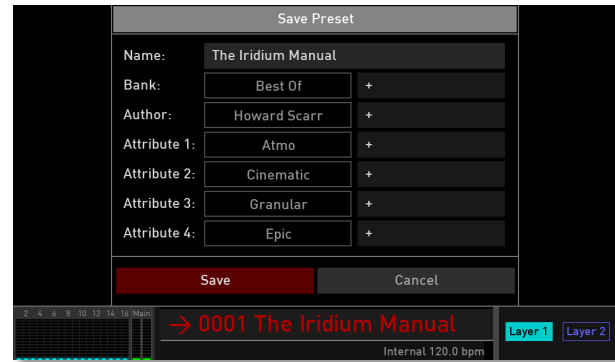 Save Preset
Name: The Iridium Manual
Bank: Best Of +
Author: Howard Scarr +
Attribute 1: Atmo +
Attribute 2: Cinematic +
Attribute 3: Granular +
Attribute 4: Epic +
Save Cancel
2 4 6 8 10 12 14 16 Main
→ 0001 The Iridium Manual
Layer 1 Layer 2
Internal 120.0 bpm